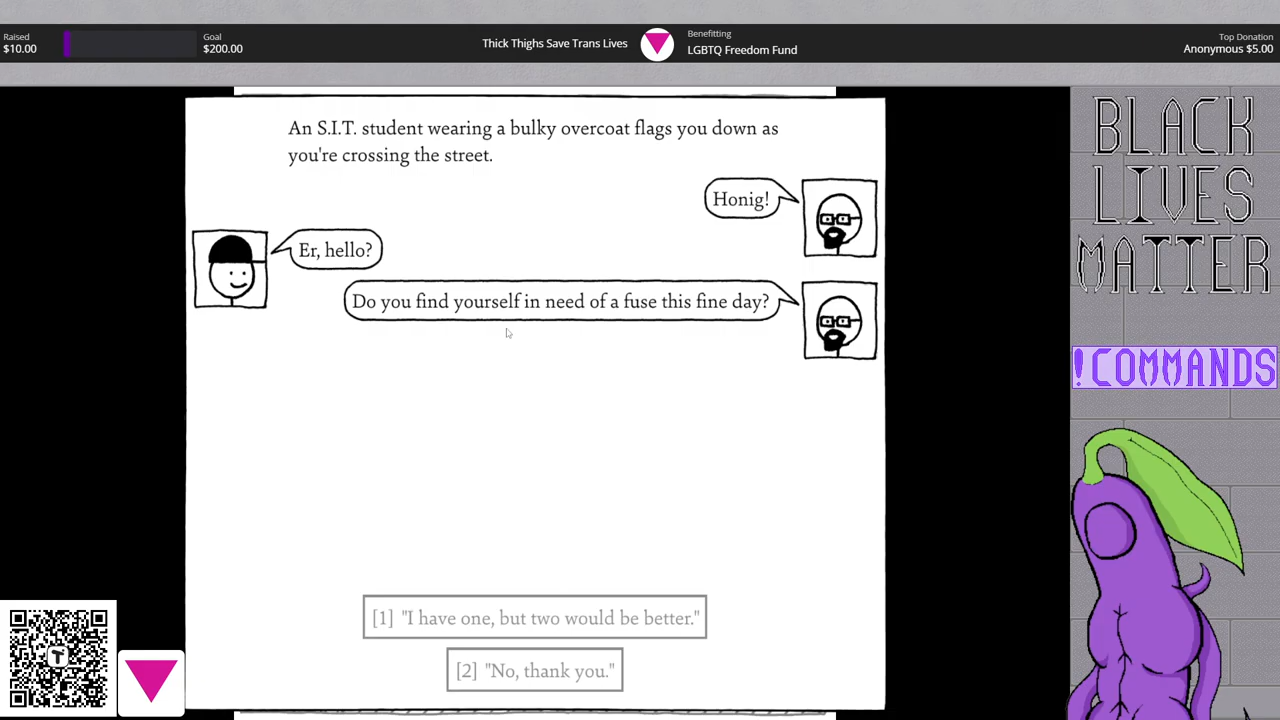 Raised
$10.00
Goal
$200.00
Thick Thighs Save Trans Lives
Benefitting
LGBTQ Freedom Fund
Top Donation
Anonymous $5.00
An S.I.T. student wearing a bulky overcoat flags you down as
you're crossing the street.
Honig!
Er, hello?
Do you find yourself in need of a fuse this fine day?
[1] "I have one, but two would be better."
[2] "No, thank you."
BLACK
LIVES
MATTER
!COMMANDS
T